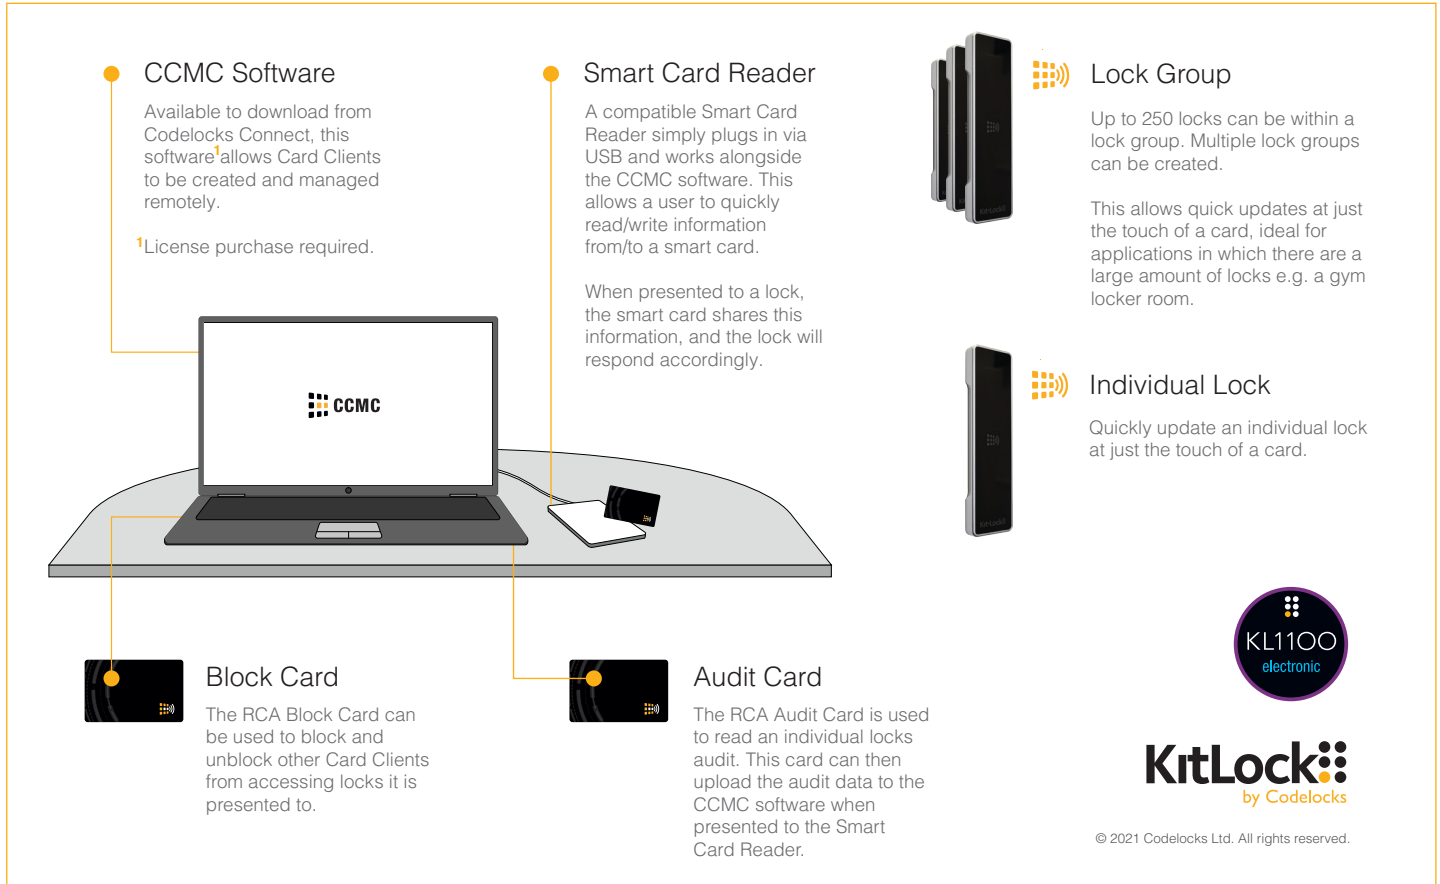 CCMC Software
Available to download from
Codelocks Connect, this
software¹allows Card Clients
to be created and managed
remotely.
¹License purchase required.
Smart Card Reader
A compatible Smart Card
Reader simply plugs in via
USB and works alongside
the CCMC software. This
allows a user to quickly
read/write information
from/to a smart card.
When presented to a lock,
the smart card shares this
information, and the lock will
respond accordingly.
Lock Group
Up to 250 locks can be within a
lock group. Multiple lock groups
can be created.
This allows quick updates at just
the touch of a card, ideal for
applications in which there are a
large amount of locks e.g. a gym
locker room.
KitLock
Individual Lock
Quickly update an individual lock
at just the touch of a card.
KitLock
CCMC
Block Card
The RCA Block Card can
be used to block and
unblock other Card Clients
from accessing locks it is
presented to.
Audit Card
The RCA Audit Card is used
to read an individual locks
audit. This card can then
upload the audit data to the
CCMC software when
presented to the Smart
Card Reader.
KL1100
electronic
KitLock
by Codelocks
© 2021 Codelocks Ltd. All rights reserved.